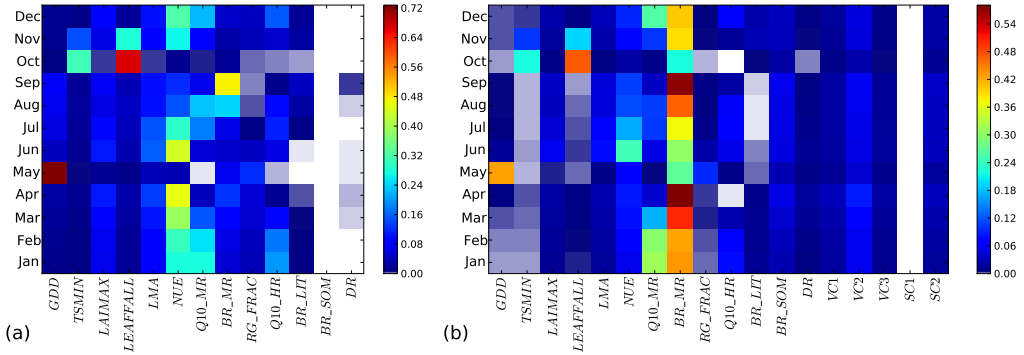 Dec
Nov
Oct
Sep
Aug
Jul
Jun
May
Apr
Mar
Feb
Jan
GDD
TSMIN
LAIMAX
LEAFFALL
LMA
NUE
Q10_MR
BR_MR
RG_FRAC
Q10_HR
BR_LIT
BR_SOM
DR
0.72
0.64
0.56
0.48
0.40
0.32
0.24
0.16
0.08
0.00
(a)
Dec
Nov
Oct
Sep
Aug
Jul
Jun
May
Apr
Mar
Feb
Jan
GDD
TSMIN
LAIMAX
LEAFFALL
LMA
NUE
Q10_MR
BR_MR
RG_FRAC
Q10_HR
BR_LIT
BR_SOM
DR
VC1
VC2
VC3
SC1
SC2
0.54
0.48
0.42
0.36
0.30
0.24
0.18
0.12
0.06
0.00
(b)